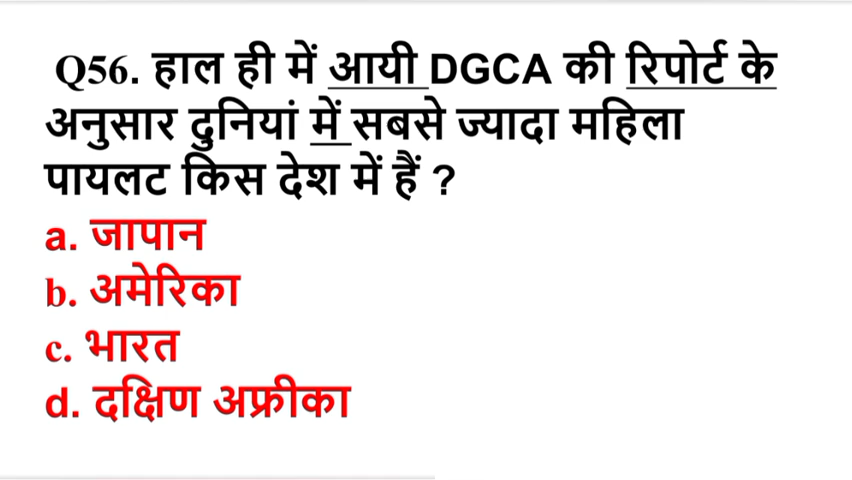 Q56. हाल ही में आयी DGCA की रिपोर्ट के
अनुसार दुनियां में सबसे ज्यादा महिला
पायलट किस देश में हैं ?
a. जापान
b. अमेरिका
c. भारत
d. दक्षिण अफ्रीका